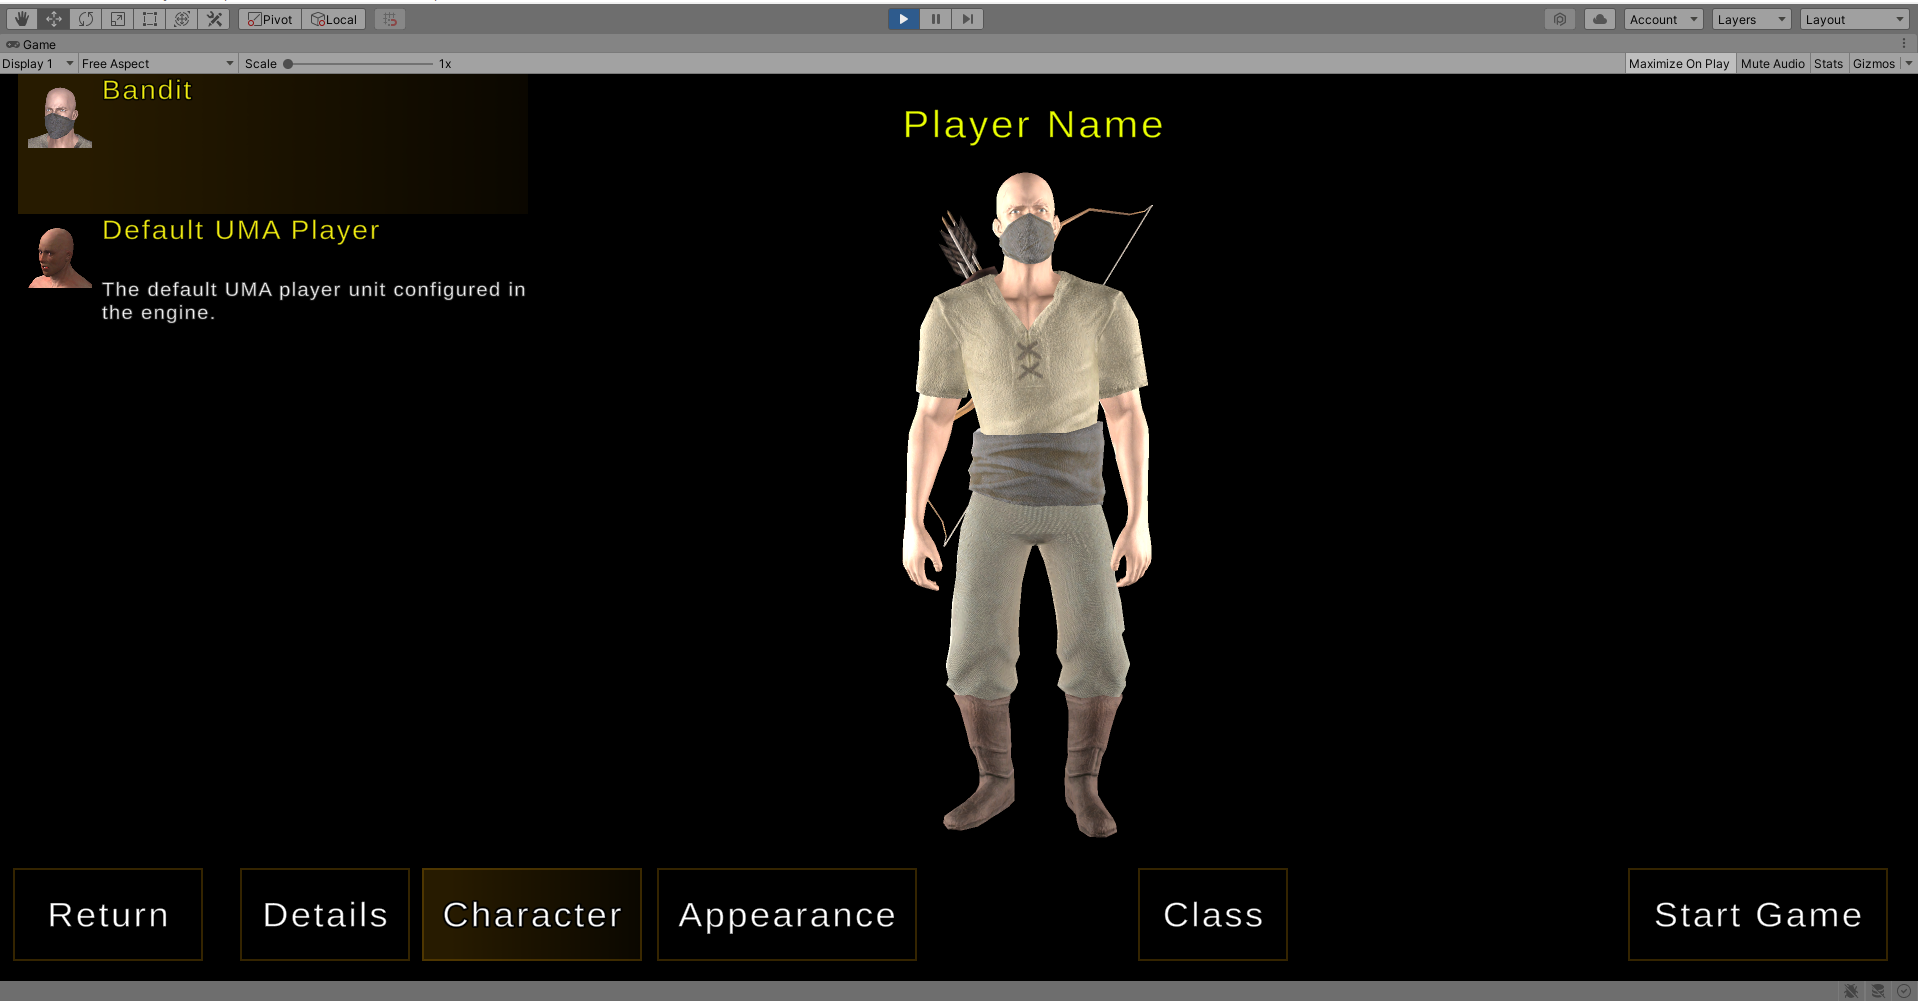 Pivot Local Account Layers Layout
Game
Display 1 Free Aspect Scale 1x Maximize On Play Mute Audio Stats Gizmos
Bandit
Player Name
Default UMA Player
The default UMA player unit configured in
the engine.
Return Details Character Appearance Class Start Game